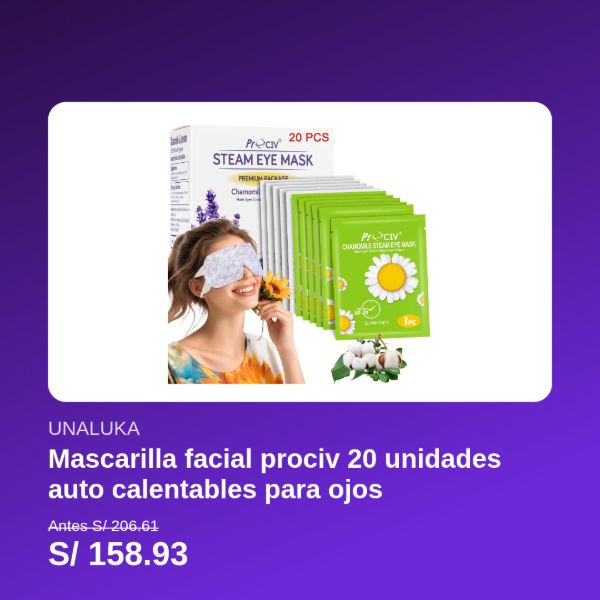 20 PCS
PrOCIV
STEAM EYE MASK
PREMIUM PACKAGE
PrOCIV
CHAMOMILE STEAM EYE MASK
1PC
UNALUKA
Mascarilla facial prociv 20 unidades
auto calentables para ojos
Antes S/ 206.61
S/ 158.93